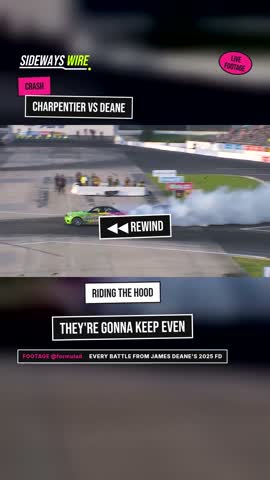 SIDEWAYS WIRE.
LIVE
FOOTAGE
CRASH
CHARPENTIER VS DEANE
REWIND
RIDING THE HOOD
THEY'RE GONNA KEEP EVEN
FOOTAGE @formulad EVERY BATTLE FROM JAMES DEANE'S 2025 FD